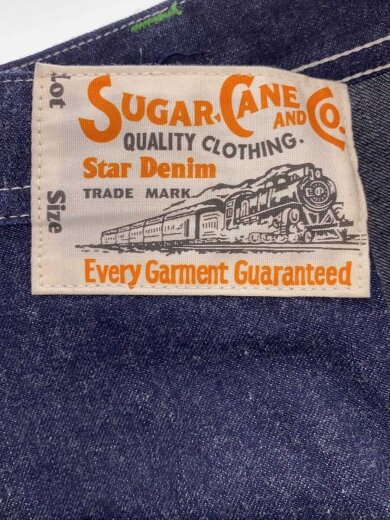 Lot
Size
SUGAR CANE AND CO.
QUALITY CLOTHING.
Star Denim
TRADE MARK
Every Garment Guaranteed